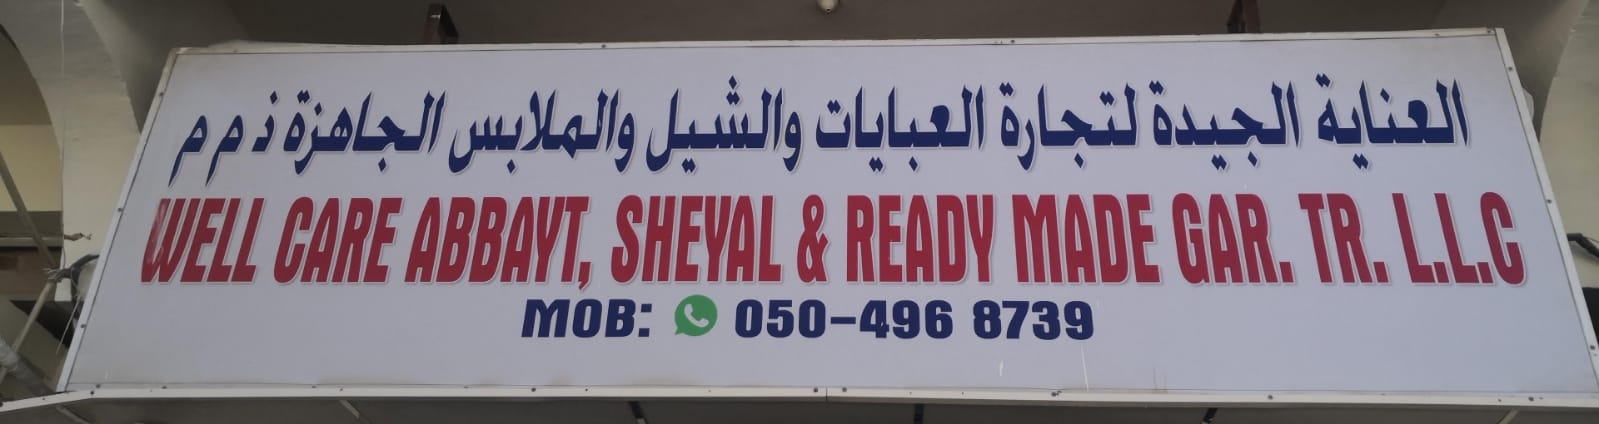 العناية الجيدة لتجارة العبايات والشيل والملابس الجاهزة ذ م م
WELL CARE ABBAYT, SHEYAL & READY MADE GAR. TR. L.L.C
MOB: 050-496 8739